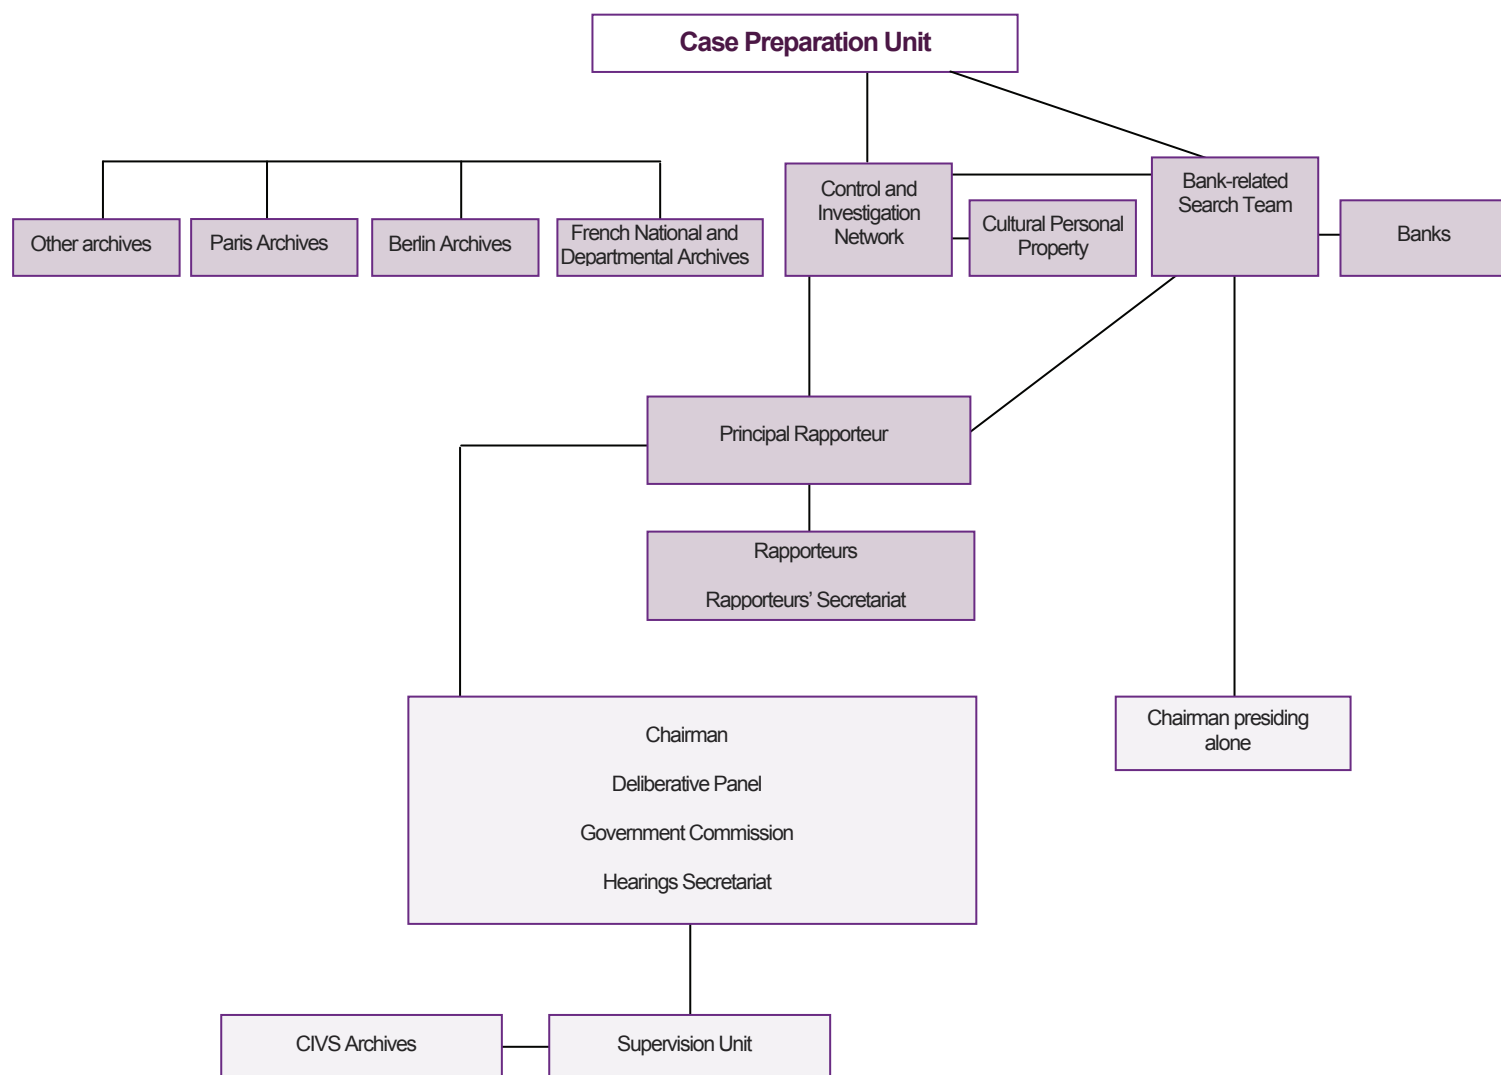 Case Preparation Unit
Other archives
Paris Archives
Berlin Archives
French National and
Departmental Archives
Control and
Investigation
Network
Cultural Personal
Property
Bank-related
Search Team
Banks
Principal Rapporteur
Rapporteurs
Rapporteurs’ Secretariat
Chairman
Deliberative Panel
Government Commission
Hearings Secretariat
Chairman presiding
alone
CIVS Archives
Supervision Unit